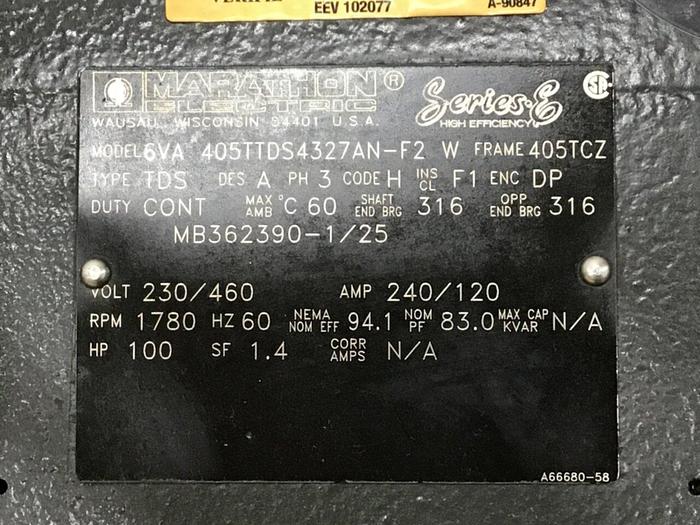 EEV 102077 A-90847
MARATHON®
ELECTRIC
WAUSAU, WISCONSIN 54401 U.S.A.
Series·E
HIGH EFFICIENCY
MODEL 6VA 405TTDS4327AN-F2 W FRAME 405TCZ
TYPE TDS DES A PH 3 CODE H INS CL F1 ENC DP
DUTY CONT MAX AMB °C 60 SHAFT END BRG 316 OPP END BRG 316
MB362390-1/25
VOLT 230/460 AMP 240/120
RPM 1780 HZ 60 NEMA NOM EFF 94.1 NOM PF 83.0 MAX CAP KVAR N/A
HP 100 SF 1.4 CORR AMPS N/A
A66680-58